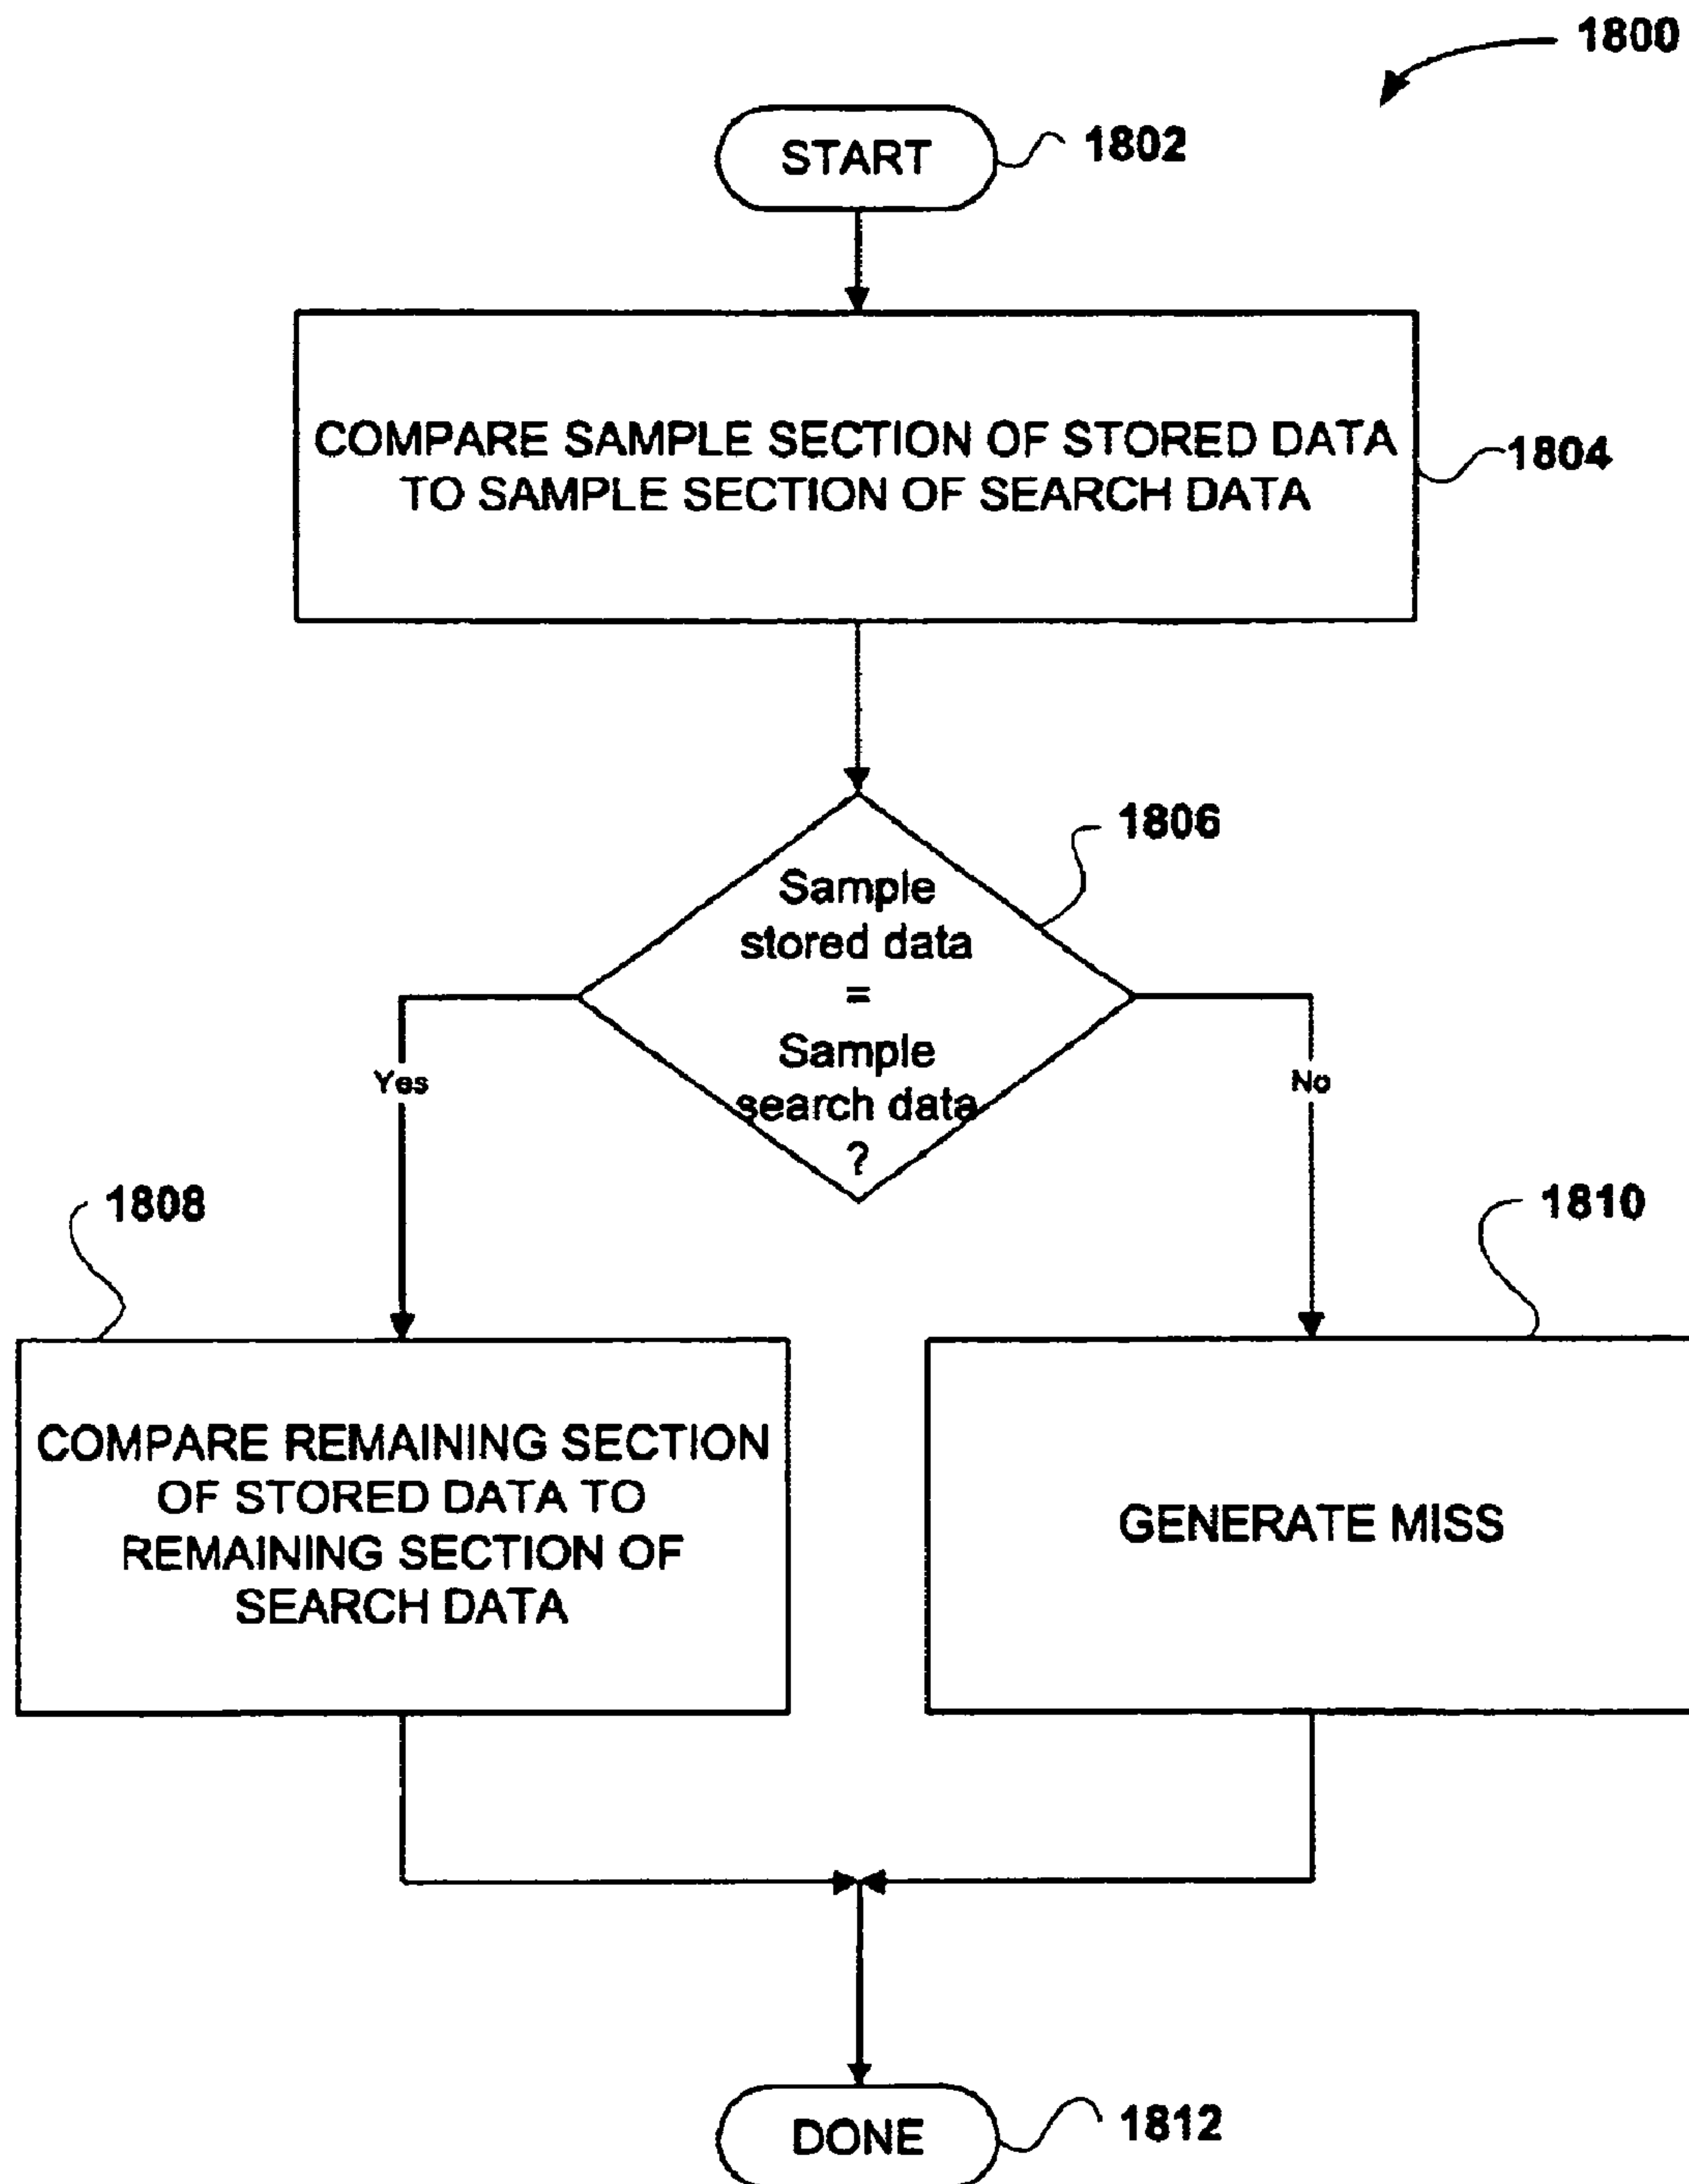 1800
START
1802
COMPARE SAMPLE SECTION OF STORED DATA
TO SAMPLE SECTION OF SEARCH DATA
1804
1806
Sample
stored data
=
Sample
search data
?
Yes
No
1808
1810
COMPARE REMAINING SECTION
OF STORED DATA TO
REMAINING SECTION OF
SEARCH DATA
GENERATE MISS
DONE
1812